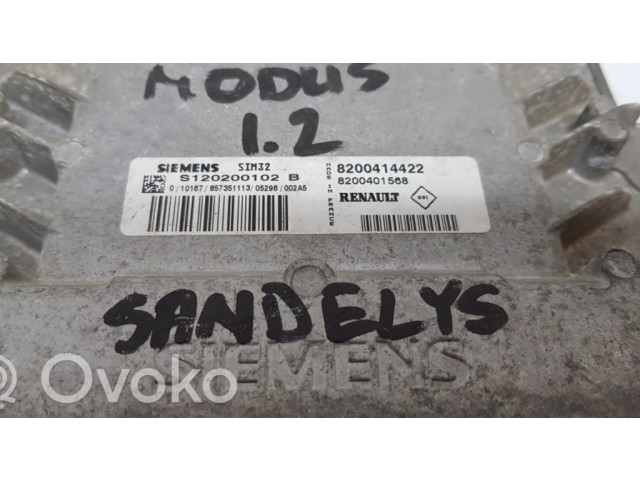 MODUS
1.2
SIEMENS SIM32
S120200102 B
0/10167/857351113/05296/002A5
MADE IN FRANCE
8200414422
8200401568
RENAULT
SANDELYS
SIEMENS
Ovoko